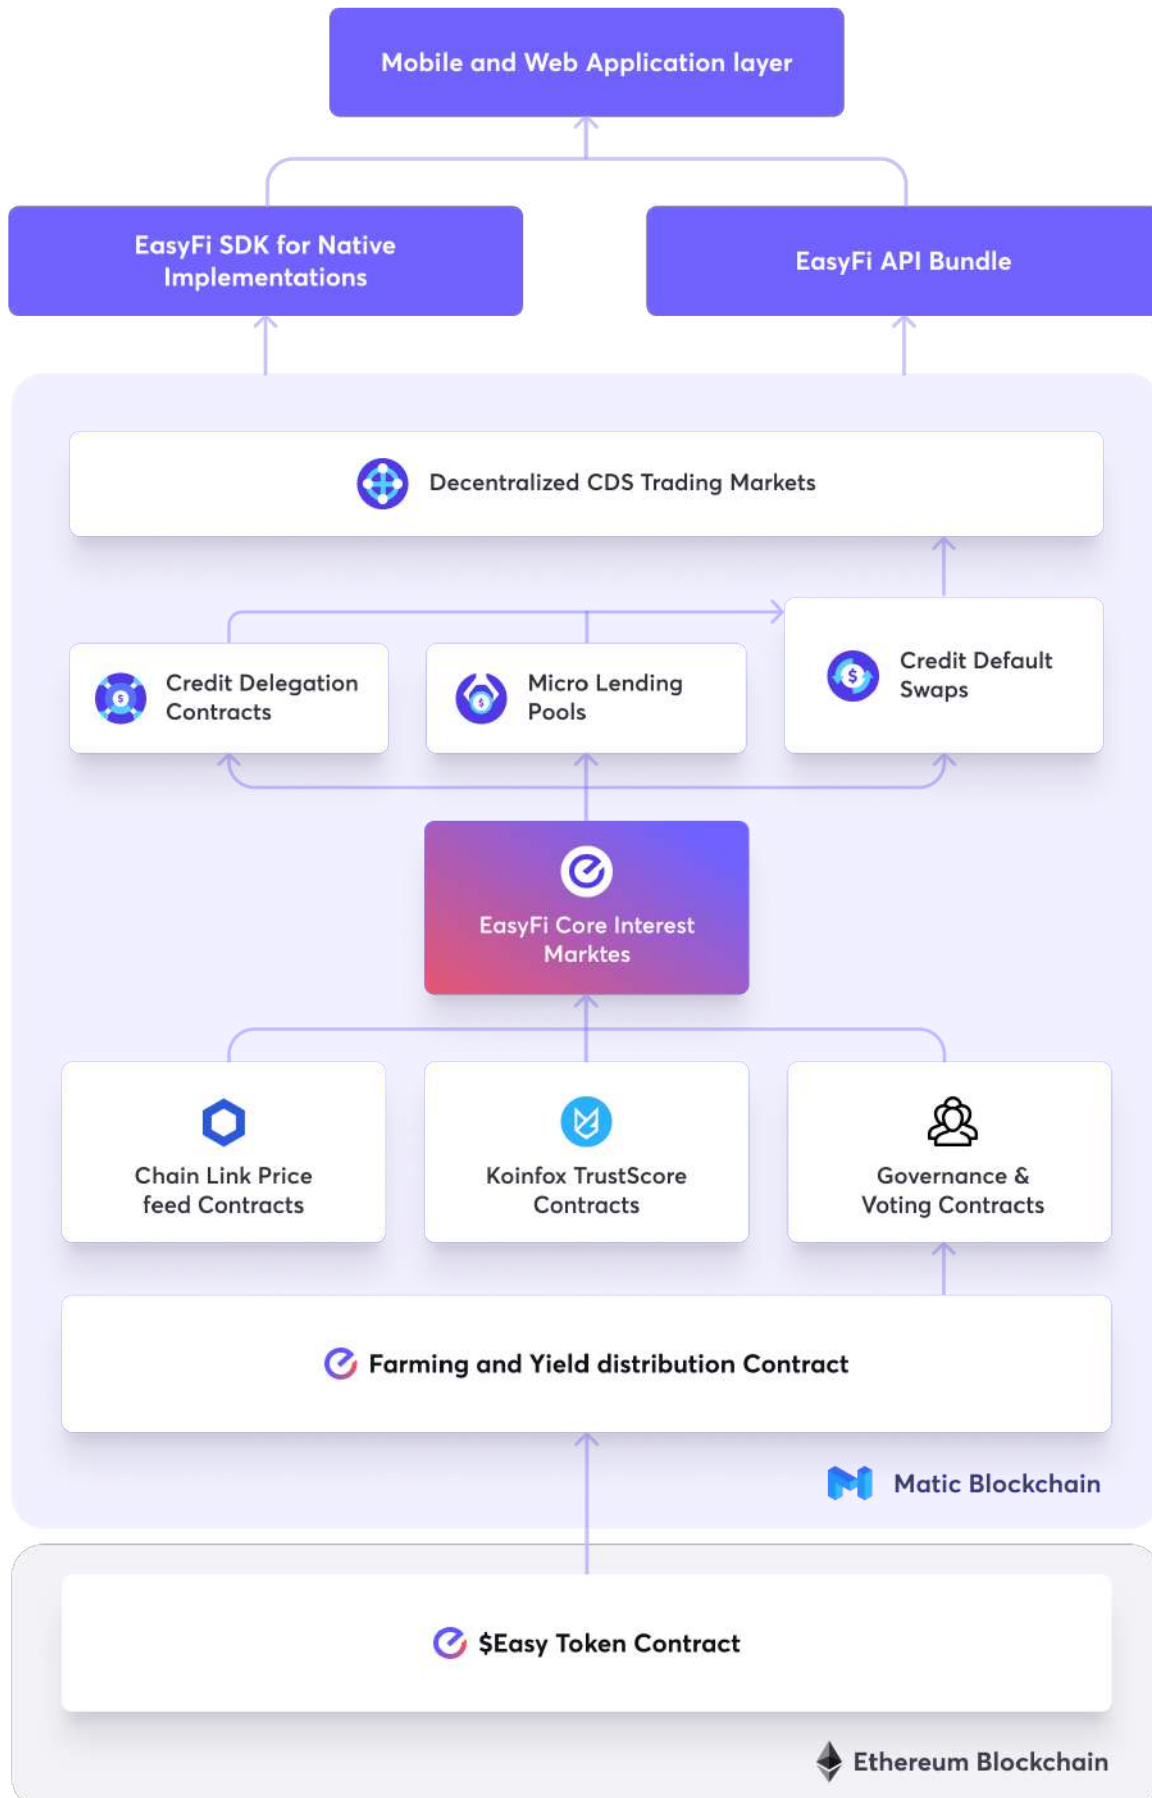 Mobile and Web Application layer
EasyFi SDK for Native
Implementations
EasyFi API Bundle
Decentralized CDS Trading Markets
Credit Delegation
Contracts
Micro Lending
Pools
Credit Default
Swaps
EasyFi Core Interest
Marktes
Chain Link Price
feed Contracts
Koinfox TrustScore
Contracts
Governance &
Voting Contracts
Farming and Yield distribution Contract
Matic Blockchain
$Easy Token Contract
Ethereum Blockchain